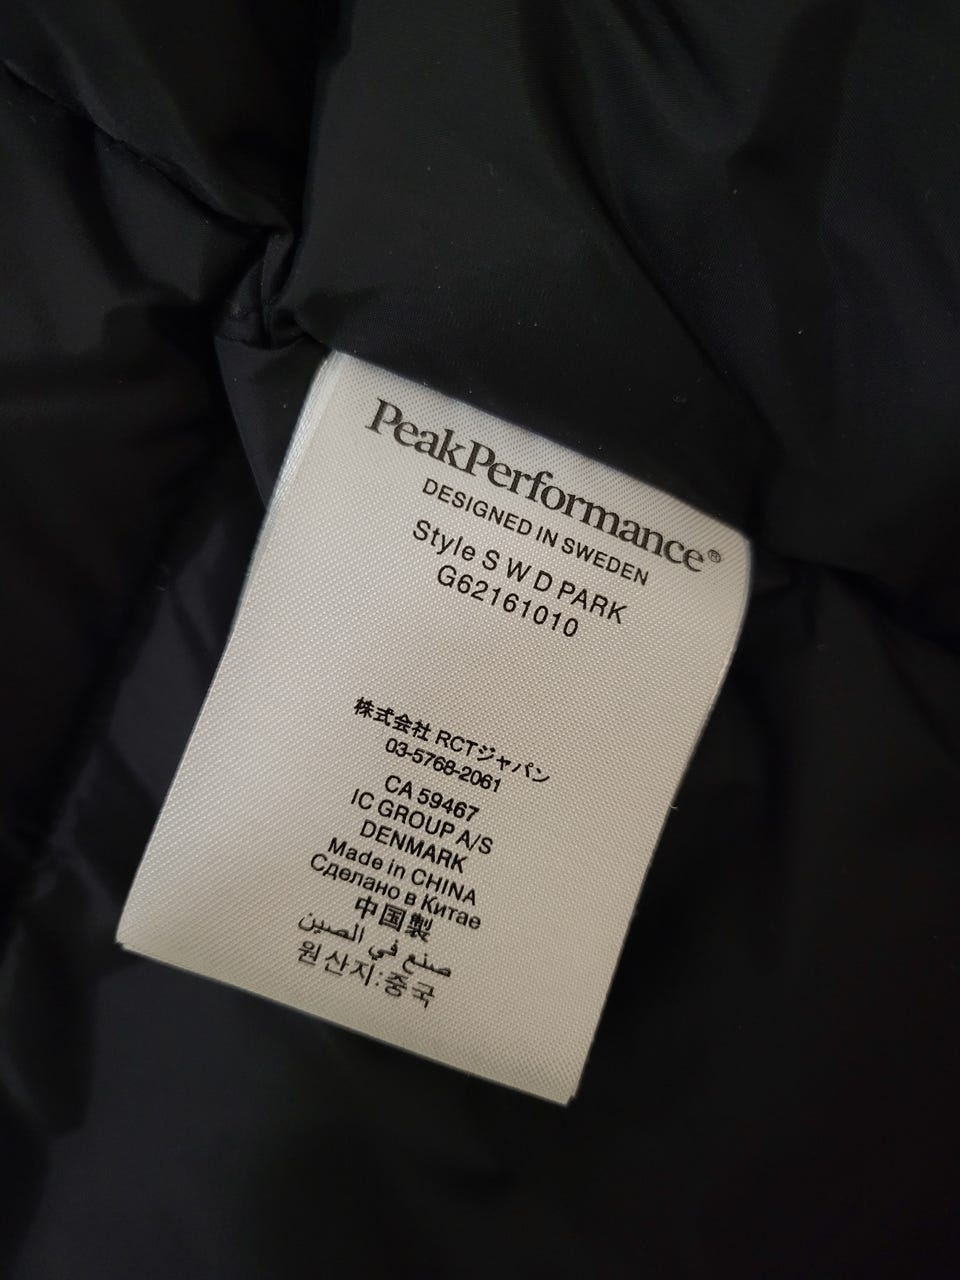 PeakPerformance®
DESIGNED IN SWEDEN
Style S W D PARK
G62161010
株式会社 RCTジャパン
03-5768-2061
CA 59467
IC GROUP A/S
DENMARK
Made in CHINA
Сделано в Китае
中国製
صنع في الصين
원산지:중국